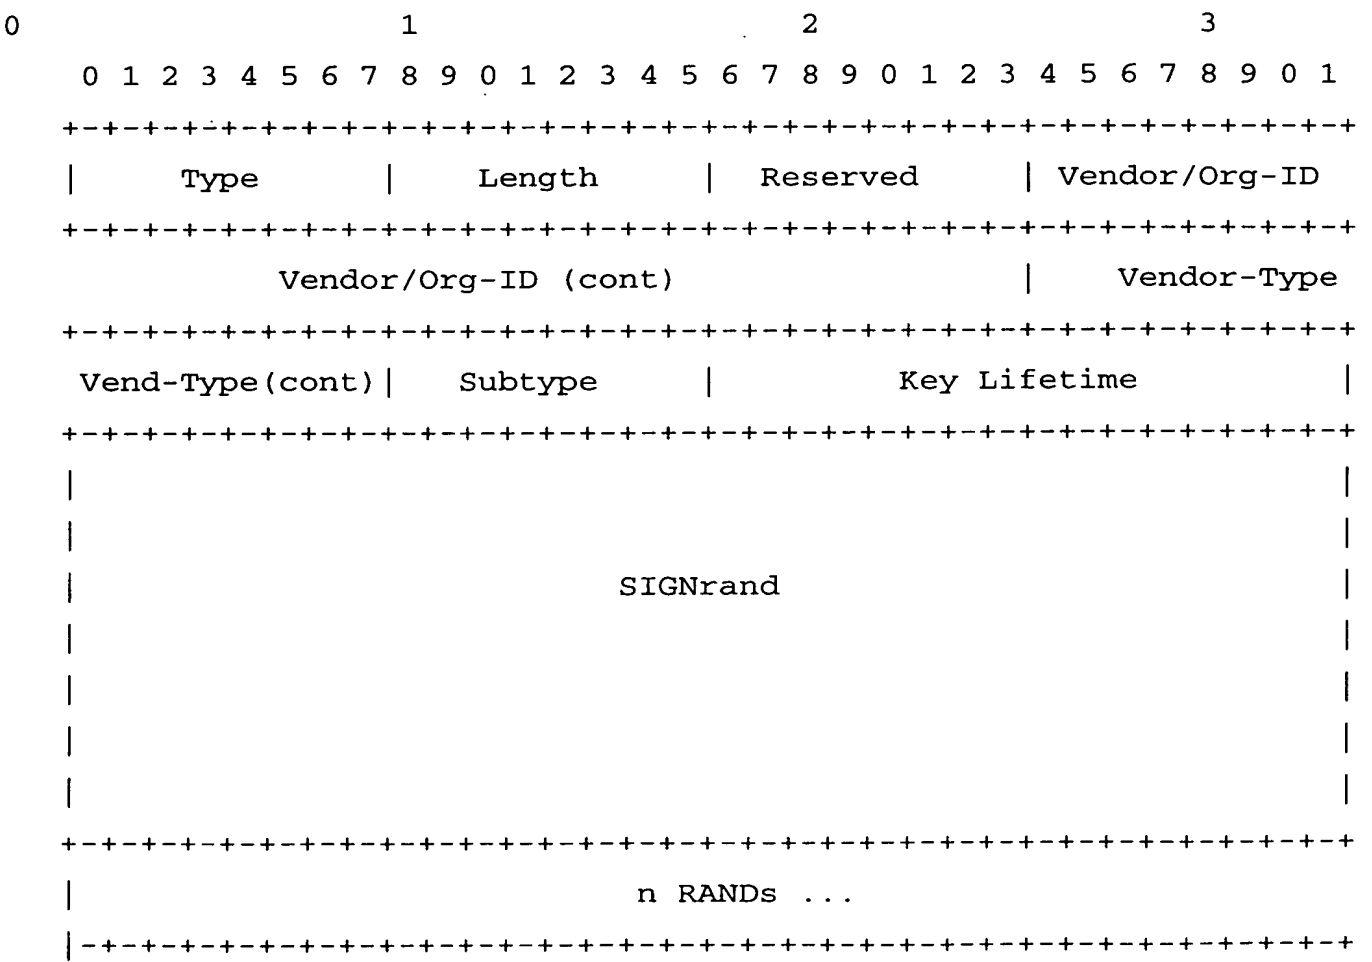 0 1 2 3
0 1 2 3 4 5 6 7 8 9 0 1 2 3 4 5 6 7 8 9 0 1 2 3 4 5 6 7 8 9 0 1
+-+-+-+-+-+-+-+-+-+-+-+-+-+-+-+-+-+-+-+-+-+-+-+-+-+-+-+-+-+-+-+-+
| Type | Length | Reserved | Vendor/Org-ID
+-+-+-+-+-+-+-+-+-+-+-+-+-+-+-+-+-+-+-+-+-+-+-+-+-+-+-+-+-+-+-+-+
Vendor/Org-ID (cont) | Vendor-Type
+-+-+-+-+-+-+-+-+-+-+-+-+-+-+-+-+-+-+-+-+-+-+-+-+-+-+-+-+-+-+-+-+
Vend-Type(cont)| Subtype | Key Lifetime |
+-+-+-+-+-+-+-+-+-+-+-+-+-+-+-+-+-+-+-+-+-+-+-+-+-+-+-+-+-+-+-+-+
| |
| |
| SIGNrand |
| |
| |
| |
| |
+-+-+-+-+-+-+-+-+-+-+-+-+-+-+-+-+-+-+-+-+-+-+-+-+-+-+-+-+-+-+-+-+
| n RANDs ...
|-+-+-+-+-+-+-+-+-+-+-+-+-+-+-+-+-+-+-+-+-+-+-+-+-+-+-+-+-+-+-+-+